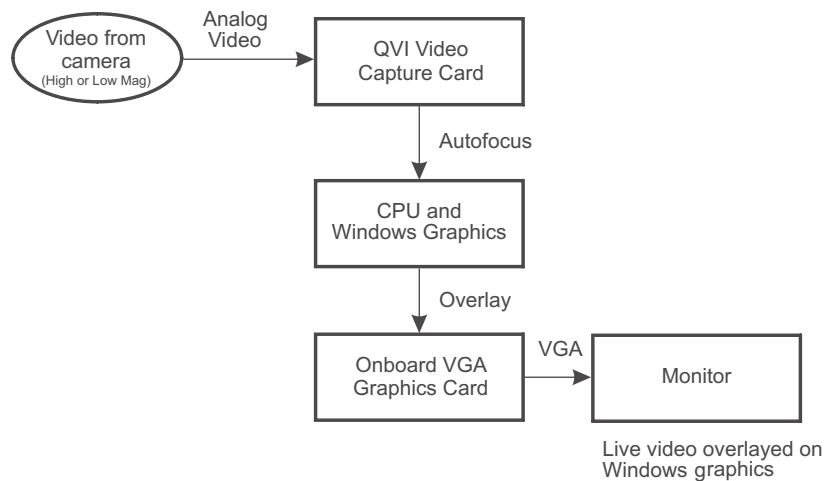 Analog
Video
Video from
camera
(High or Low Mag)
QVI Video
Capture Card
Autofocus
CPU and
Windows Graphics
Overlay
Onboard VGA
Graphics Card
VGA
Monitor
Live video overlayed on
Windows graphics